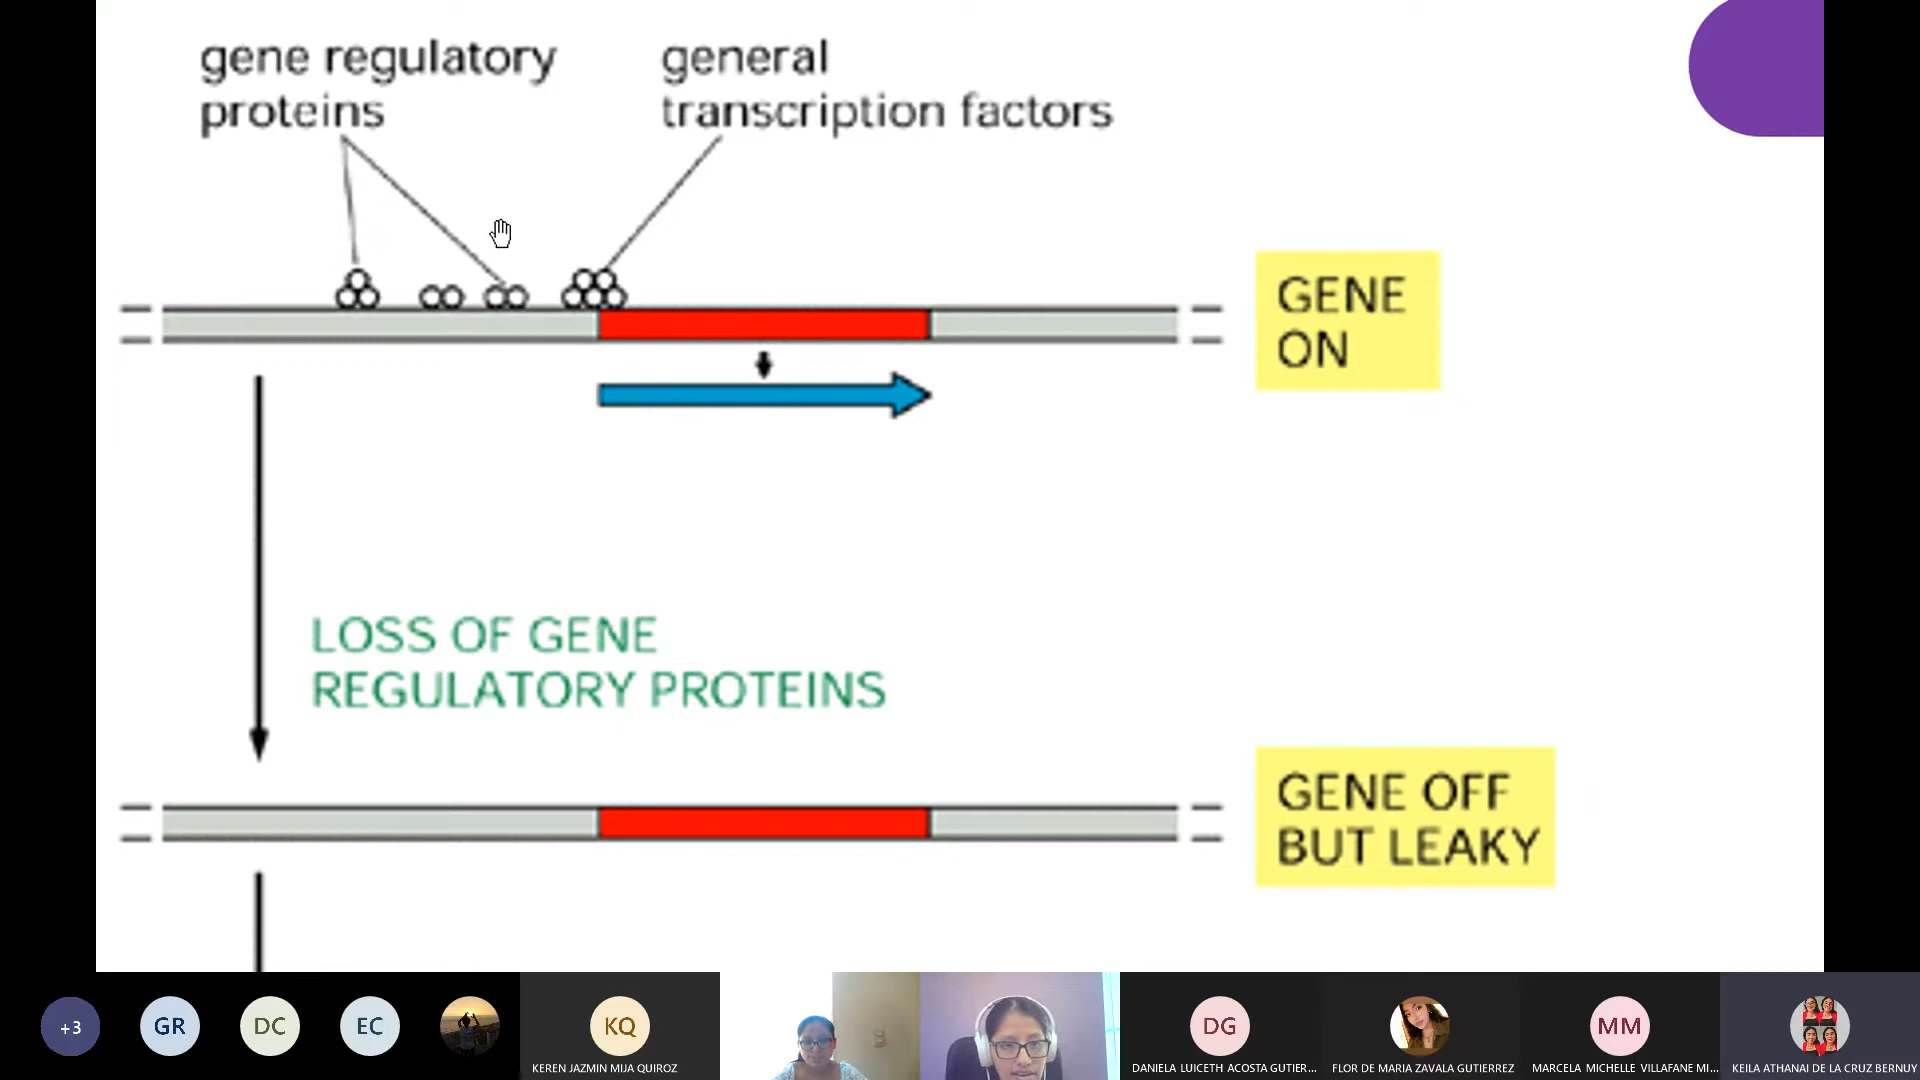 gene regulatory
proteins
general
transcription factors
GENE
ON
LOSS OF GENE
REGULATORY PROTEINS
GENE OFF
BUT LEAKY
+3
GR
DC
EC
KQ
KEREN JAZMIN MIJA QUIROZ
DG
DANIELA LUICETH ACOSTA GUTIER...
FLOR DE MARIA ZAVALA GUTIERREZ
MM
MARCELA MICHELLE VILLAFANE MI...
KEILA ATHANAI DE LA CRUZ BERNUY